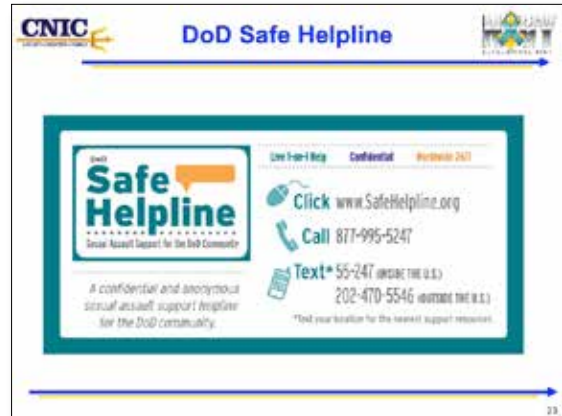 CNIC
DoD Safe Helpline
DoD
Safe
Helpline
Sexual Assault Support for the DoD Community
A confidential and anonymous
sexual assault support helpline
for the DoD community.
Live 1-on-1 Help Confidential Worldwide 24/7
Click www.SafeHelpline.org
Call 877-995-5247
Text* 55-247 (INSIDE THE U.S.)
202-470-5546 (OUTSIDE THE U.S.)
*Text your location for the nearest support resources.
23